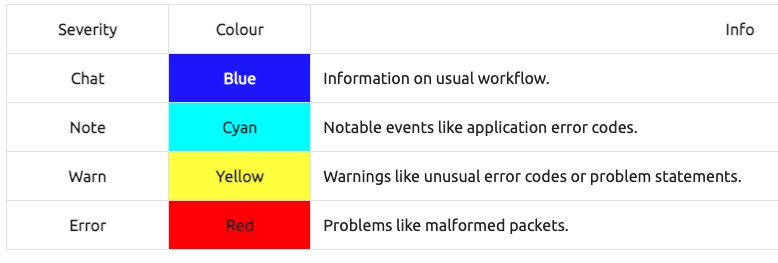 Severity Colour Info
Chat Blue Information on usual workflow.
Note Cyan Notable events like application error codes.
Warn Yellow Warnings like unusual error codes or problem statements.
Error Red Problems like malformed packets.